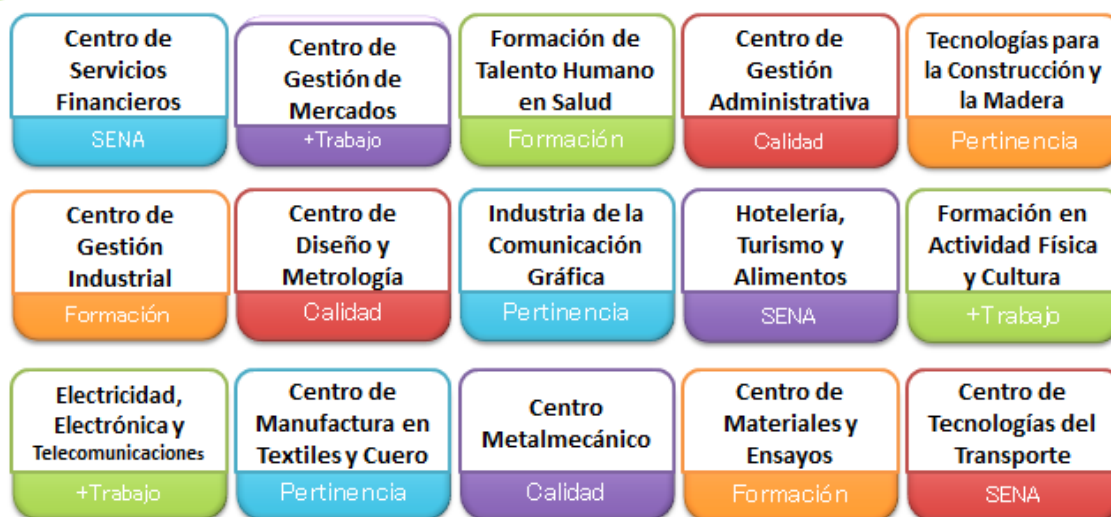 Centro de
Servicios
Financieros
SENA
Centro de
Gestión de
Mercados
+Trabajo
Formación de
Talento Humano
en Salud
Formación
Centro de
Gestión
Administrativa
Calidad
Tecnologías para
la Construcción y
la Madera
Pertinencia
Centro de
Gestión
Industrial
Formación
Centro de
Diseño y
Metrología
Calidad
Industria de la
Comunicación
Gráfica
Pertinencia
Hotelería,
Turismo y
Alimentos
SENA
Formación en
Actividad Física
y Cultura
+Trabajo
Electricidad,
Electrónica y
Telecomunicaciones
+Trabajo
Centro de
Manufactura en
Textiles y Cuero
Pertinencia
Centro
Metalmecánico
Calidad
Centro de
Materiales y
Ensayos
Formación
Centro de
Tecnologías del
Transporte
SENA